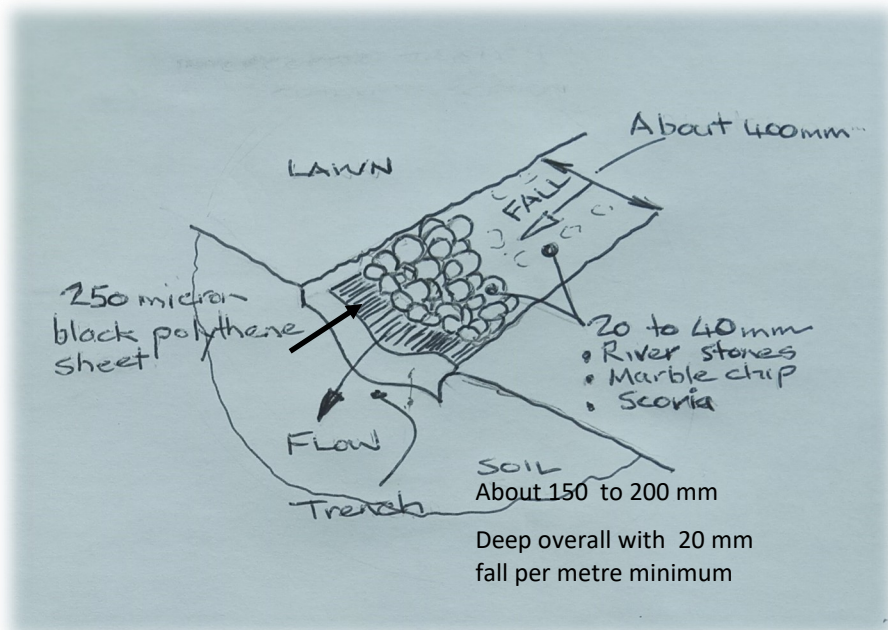 About 400mm
LAWN
FALL
250 micron
black polythene
sheet
20 to 40mm
• River stones
• Marble chip
• Scoria
FLOW
SOIL
Trench
About 150 to 200 mm
Deep overall with 20 mm
fall per metre minimum